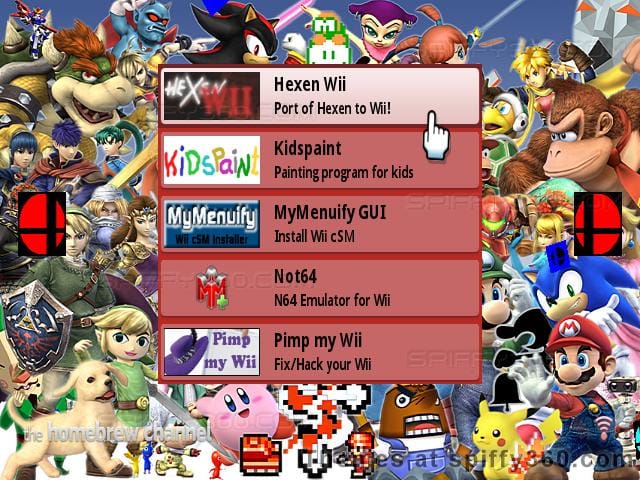 HEXEN
WII
Hexen Wii
Port of Hexen to Wii!
KiDSPaiNT
Kidspaint
Painting program for kids
MyMenuify
Wii cSM Installer
MyMenuify GUI
Install Wii cSM
Not64
N64 Emulator for Wii
Pimp
my Wii
Pimp my Wii
Fix/Hack your Wii
the homebrew channel
themes at spiffy360.com